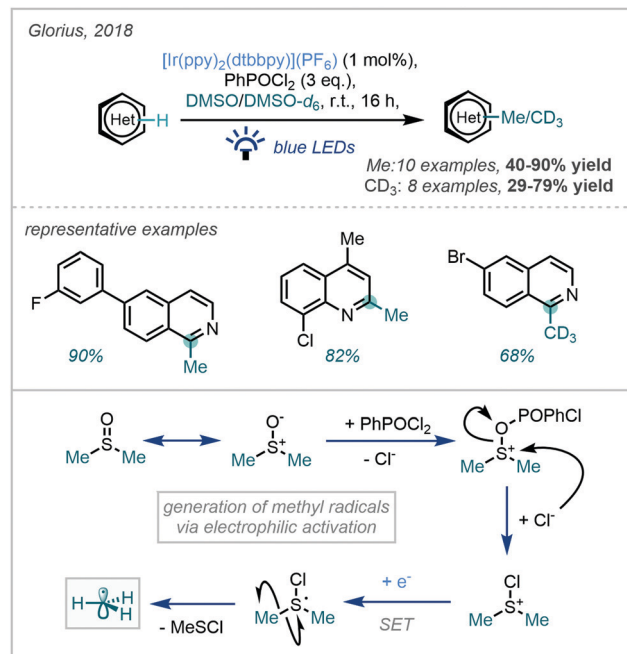 Glorius, 2018
[Ir(ppy)2(dtbbpy)](PF6) (1 mol%),
PhPOCl2 (3 eq.),
DMSO/DMSO-d6, r.t., 16 h,
Het H
Het Me/CD3
blue LEDs
Me:10 examples, 40-90% yield
CD3: 8 examples, 29-79% yield
representative examples
F
N
Me
90%
Me
N
Me
Cl
82%
Br
N
CD3
68%
O
Me S Me
O-
Me S+ Me
+ PhPOCl2
- Cl-
O POPhCl
S+
Me Me
generation of methyl radicals
via electrophilic activation
+ Cl-
H H H
- MeSCl
Cl
Me S Me
+ e-
SET
Cl
Me S+ Me